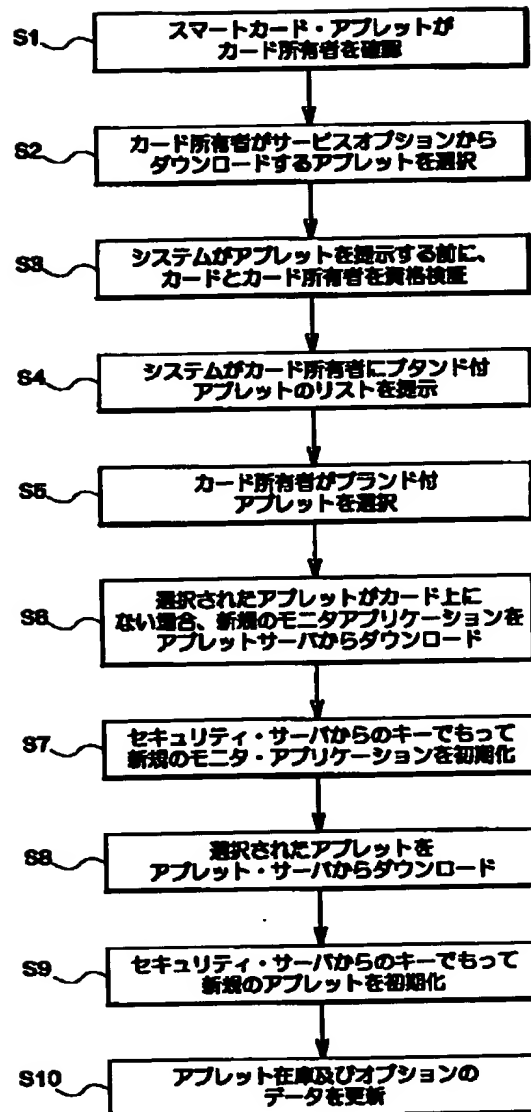 S1
スマートカード・アプレットが
カード所有者を確認
S2
カード所有者がサービスオプションから
ダウンロードするアプレットを選択
S3
システムがアプレットを提示する前に、
カードとカード所有者を資格検証
S4
システムがカード所有者にブタンド付
アプレットのリストを提示
S5
カード所有者がブランド付
アプレットを選択
S6
選択されたアプレットがカード上に
ない場合、新規のモニタアプリケーションを
アプレットサーバからダウンロード
S7
セキュリティ・サーバからのキーでもって
新規のモニタ・アプリケーションを初期化
S8
選択されたアプレットを
アプレット・サーバからダウンロード
S9
セキュリティ・サーバからのキーでもって
新規のアプレットを初期化
S10
アプレット在庫及びオプションの
データを更新